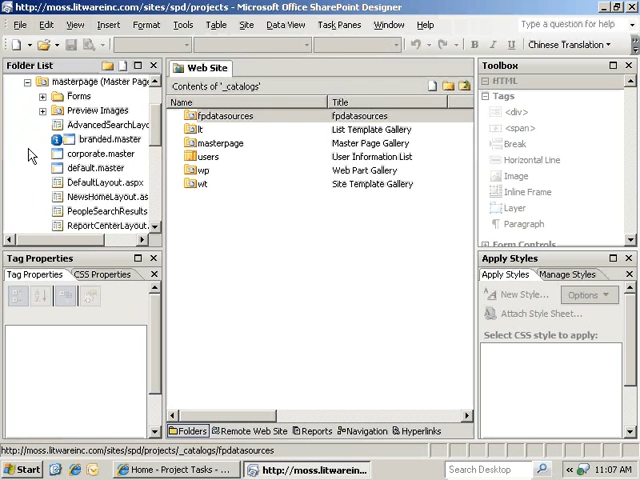 http://moss.litwareinc.com/sites/spd/projects - Microsoft Office SharePoint Designer
File Edit View Insert Format Tools Table Site Data View Task Panes Window Help
Type a question for help
B I U Chinese Translation
Folder List
masterpage (Master Pag
Forms
Preview Images
AdvancedSearchLayo
branded.master
corporate.master
default.master
DefaultLayout.aspx
NewsHomeLayout.as
PeopleSearchResults
ReportCenterLayout.
Web Site
Contents of '_catalogs'
Name Title
fpdatasources fpdatasources
lt List Template Gallery
masterpage Master Page Gallery
users User Information List
wp Web Part Gallery
wt Site Template Gallery
Folders Remote Web Site Reports Navigation Hyperlinks
Toolbox
HTML
Tags
<div>
<span>
Break
Horizontal Line
Image
Inline Frame
Layer
Paragraph
Form Controls
Tag Properties
Tag Properties CSS Properties
Apply Styles
Apply Styles Manage Styles
New Style... Options
Attach Style Sheet...
Select CSS style to apply:
http://moss.litwareinc.com/sites/spd/projects/_catalogs/fpdatasources
Start Home - Project Tasks - ... http://moss.litwarein... Search Desktop 11:07 AM